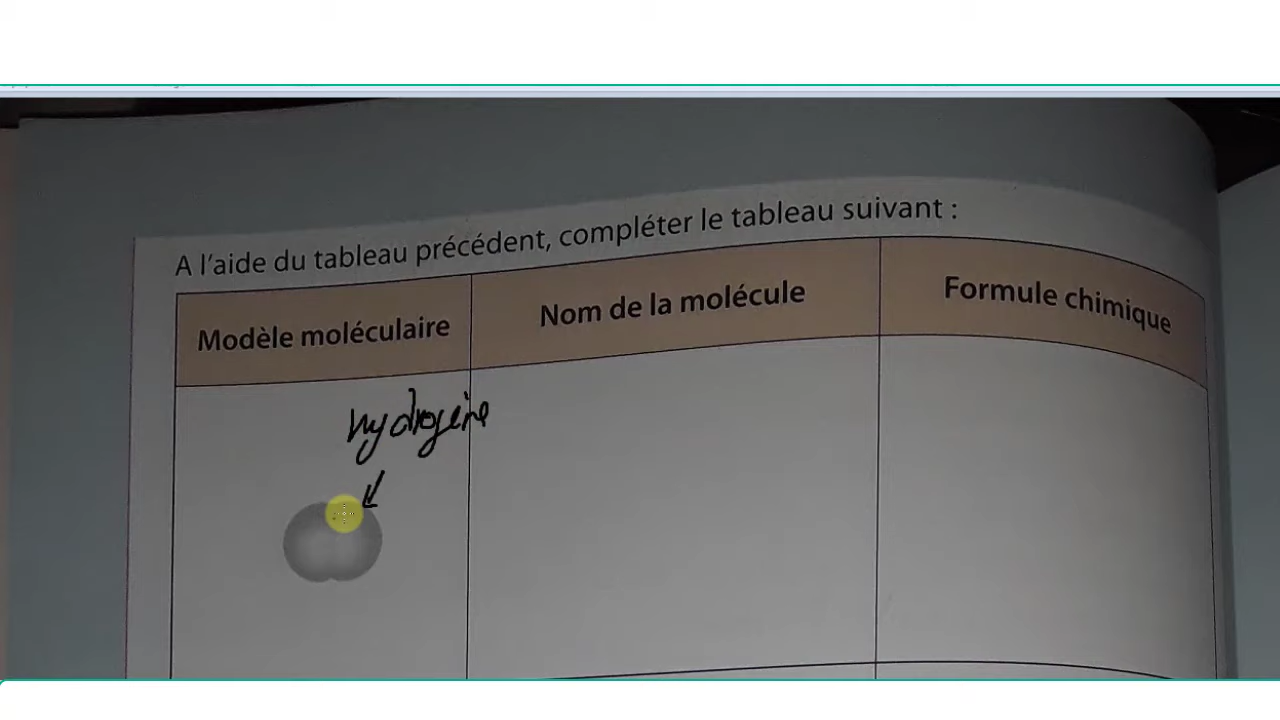 A l'aide du tableau précédent, compléter le tableau suivant :
Modèle moléculaire
Nom de la molécule
Formule chimique
hydrogène